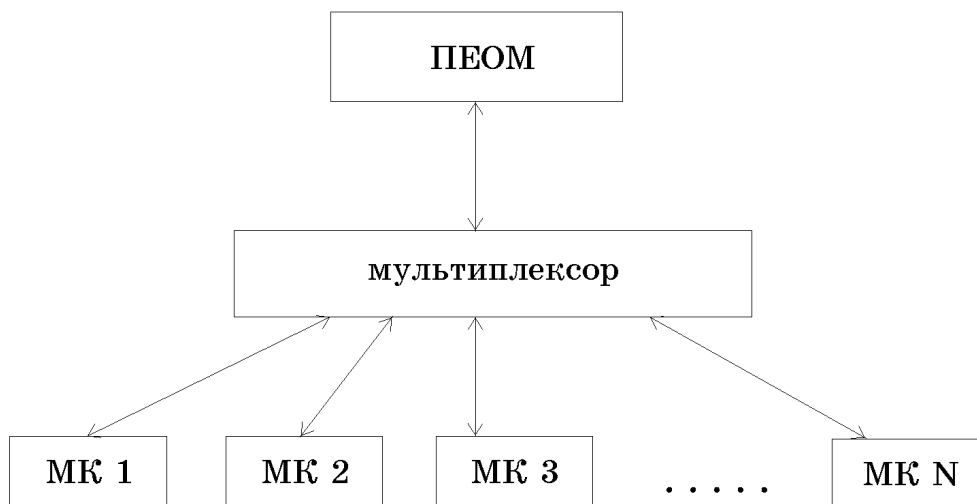 ПЕОМ
мультиплексор
МК 1 МК 2 МК 3 . . . . . МК N